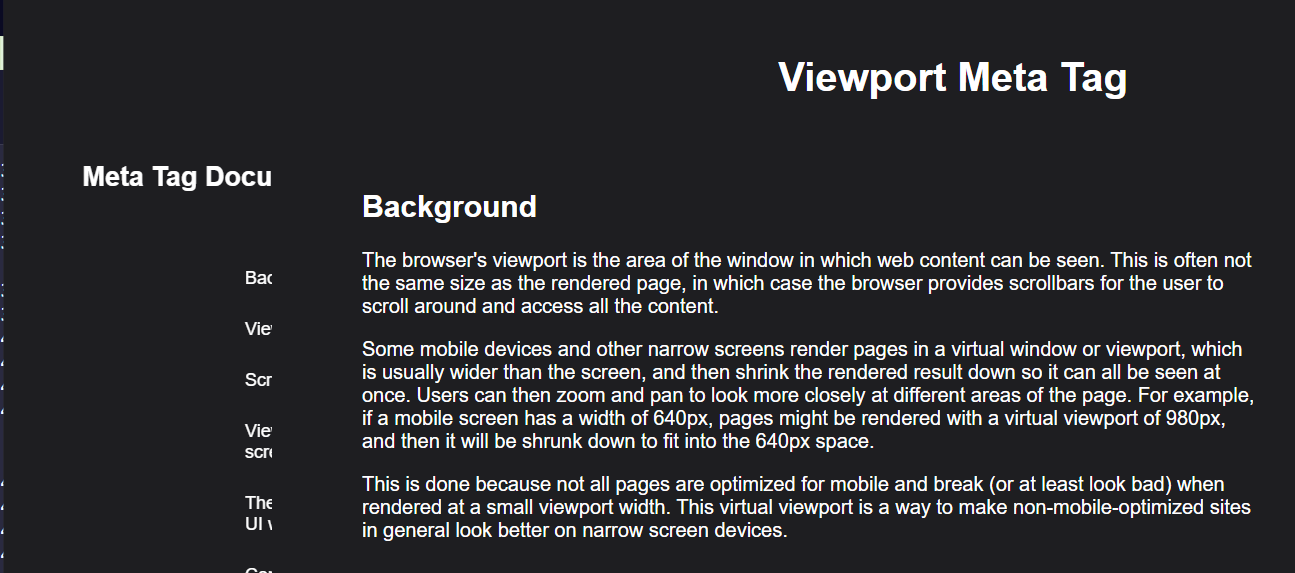 Viewport Meta Tag
Meta Tag Docu
Bac
Scr
The
UI
Background
The browser's viewport is the area of the window in which web content can be seen. This is often not
the same size as the rendered page, in which case the browser provides scrollbars for the user to
scroll around and access all the content.
Some mobile devices and other narrow screens render pages in a virtual window or viewport, which
is usually wider than the screen, and then shrink the rendered result down so it can all be seen at
once. Users can then zoom and pan to look more closely at different areas of the page. For example,
if a mobile screen has a width of 640px, pages might be rendered with a virtual viewport of 980px,
and then it will be shrunk down to fit into the 640px space.
This is done because not all pages are optimized for mobile and break (or at least look bad) when
rendered at a small viewport width. This virtual viewport is a way to make non-mobile-optimized sites
in general look better on narrow screen devices.